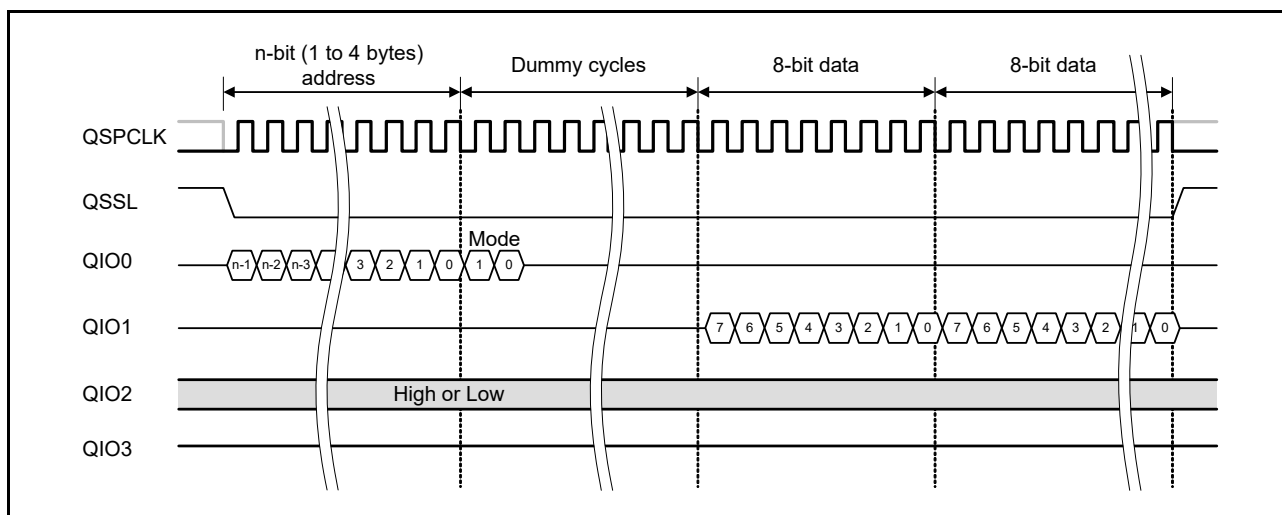 n-bit (1 to 4 bytes)
address
Dummy cycles
8-bit data
8-bit data
QSPCLK
QSSL
Mode
QIO0
n-1 n-2 n-3 3 2 1 0 1 0
QIO1
7 6 5 4 3 2 1 0 7 6 5 4 3 2 1 0
QIO2
High or Low
QIO3